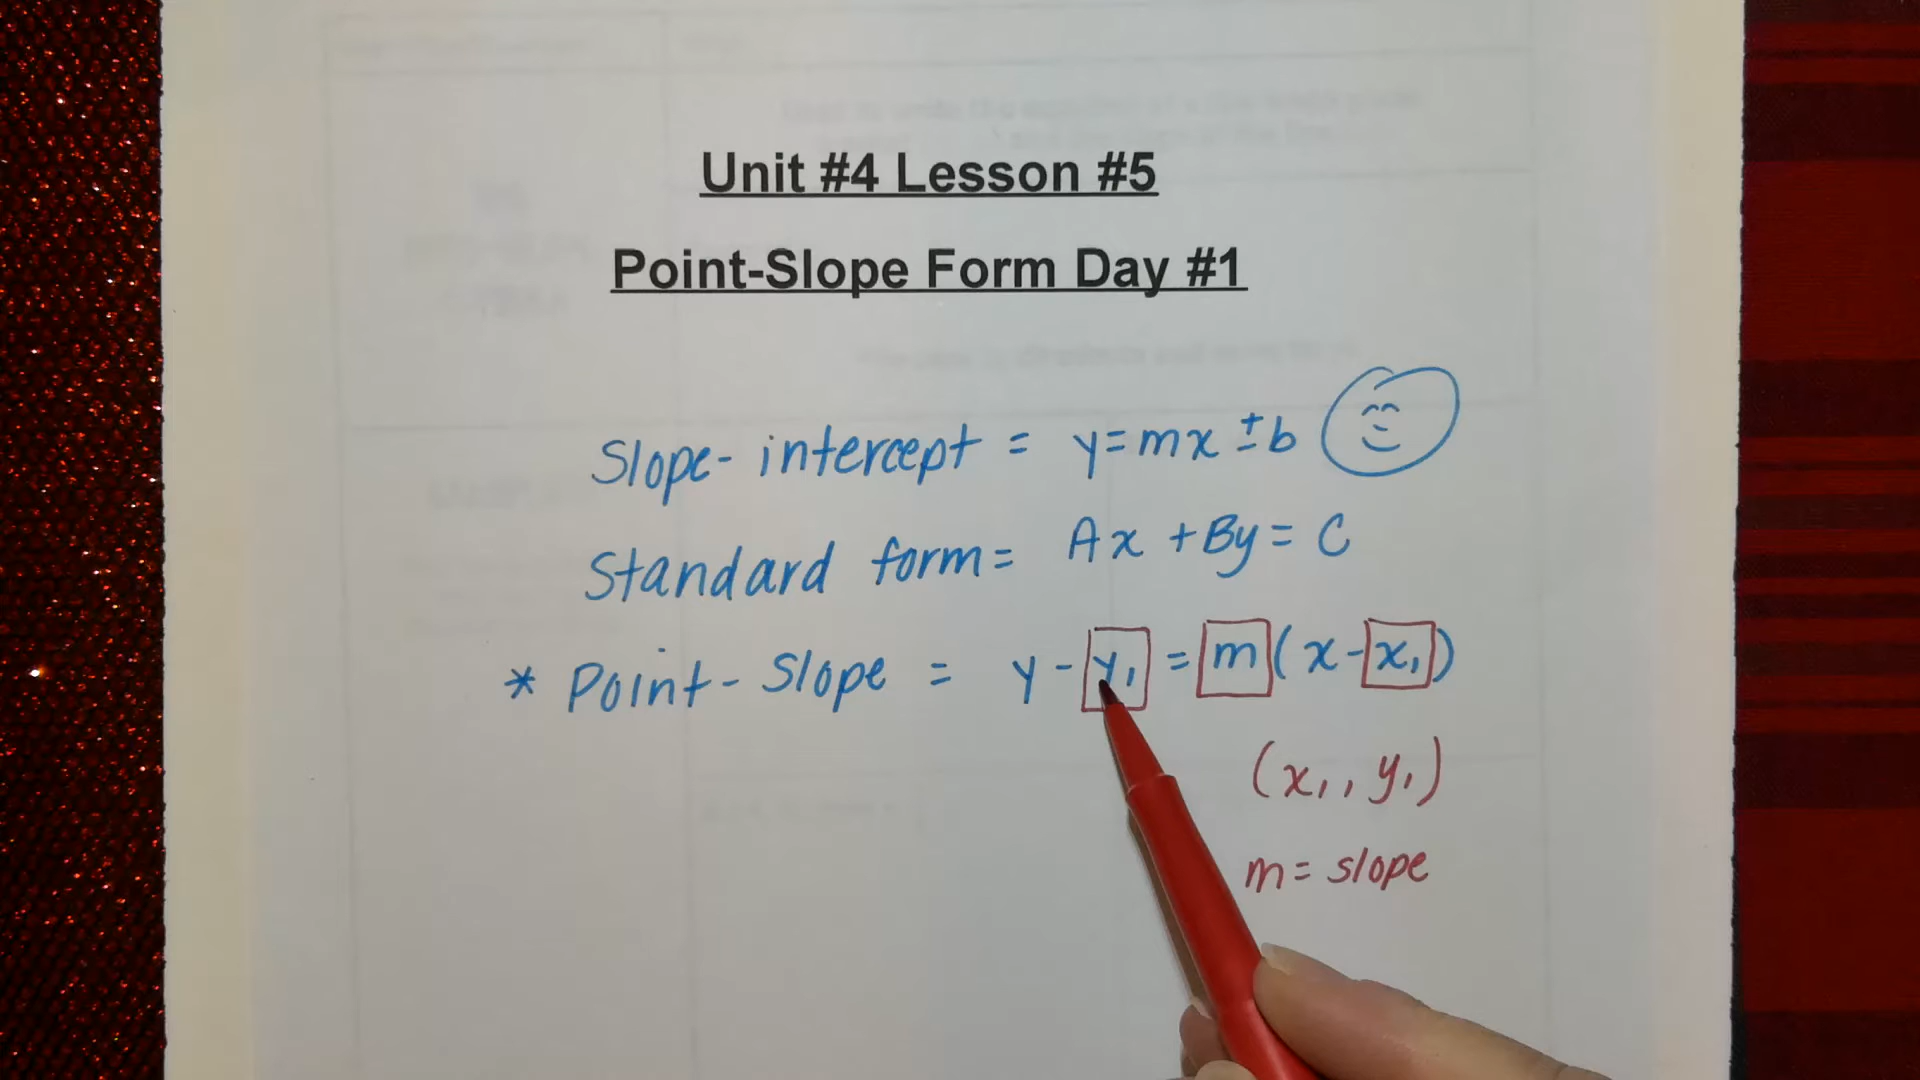 Unit #4 Lesson #5
Point-Slope Form Day #1
Slope-intercept = y=mx ± b
Standard form= Ax +By = C
* Point-Slope = y - y₁ = m(x-x₁)
(x₁, y₁)
m= slope